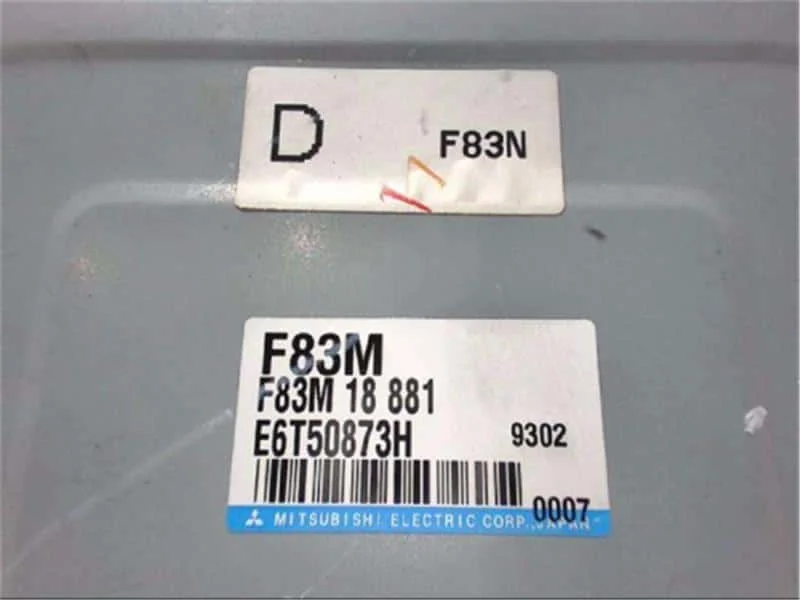 D
F83N
F83M
F83M 18 881
E6T50873H
9302
0007
MITSUBISHI ELECTRIC CORP.,JAPAN